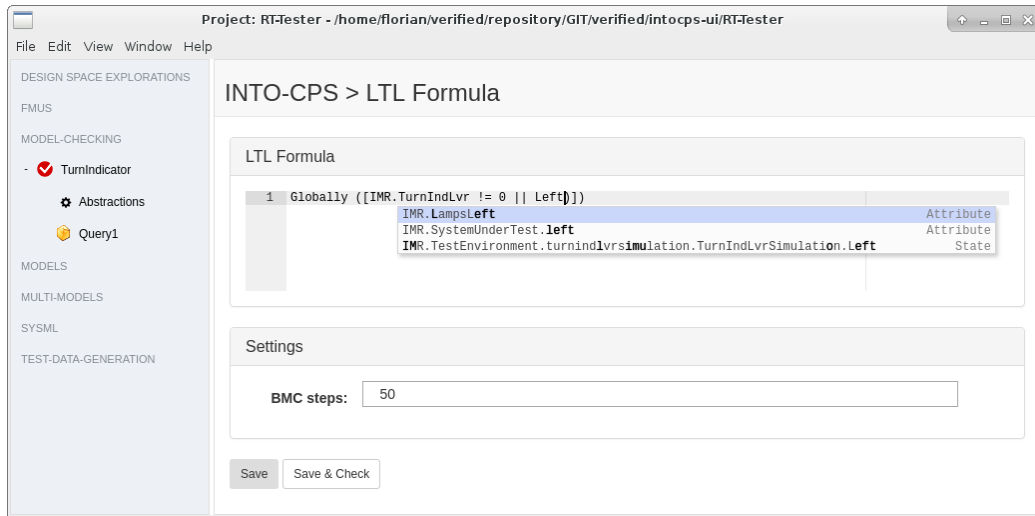 Project: RT-Tester - /home/florian/verified/repository/GIT/verified/intocps-ui/RT-Tester
File Edit View Window Help
DESIGN SPACE EXPLORATIONS
FMUS
MODEL-CHECKING
- TurnIndicator
Abstractions
Query1
MODELS
MULTI-MODELS
SYSML
TEST-DATA-GENERATION
INTO-CPS > LTL Formula
LTL Formula
1 Globally ([IMR.TurnIndLvr != 0 || Left)])
IMR.LampsLeft Attribute
IMR.SystemUnderTest.left Attribute
IMR.TestEnvironment.turnindlvrsimulation.TurnIndLvrSimulation.Left State
Settings
BMC steps: 50
Save Save & Check